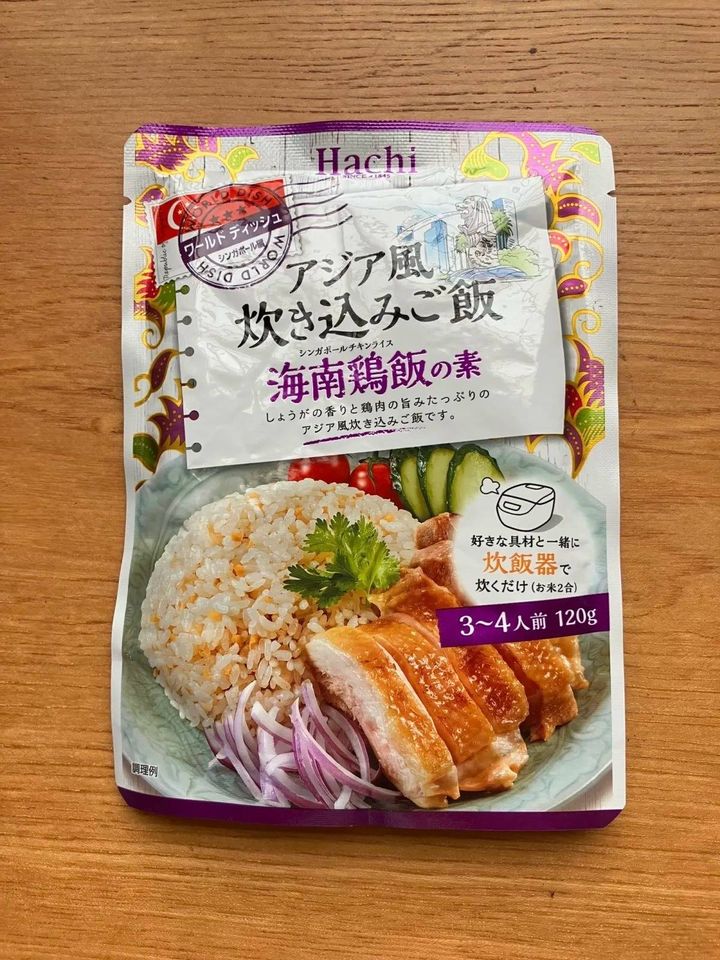 Hachi
SINCE 1845
WORLD DISH
ワールド ディッシュ
シンガポール編
WORLD DISH
アジア風
炊き込みご飯
シンガポールチキンライス
海南鶏飯の素
しょうがの香りと鶏肉の旨みたっぷりの
アジア風炊き込みご飯です。
好きな具材と一緒に
炊飯器で
炊くだけ(お米2合)
3~4人前 120g
調理例